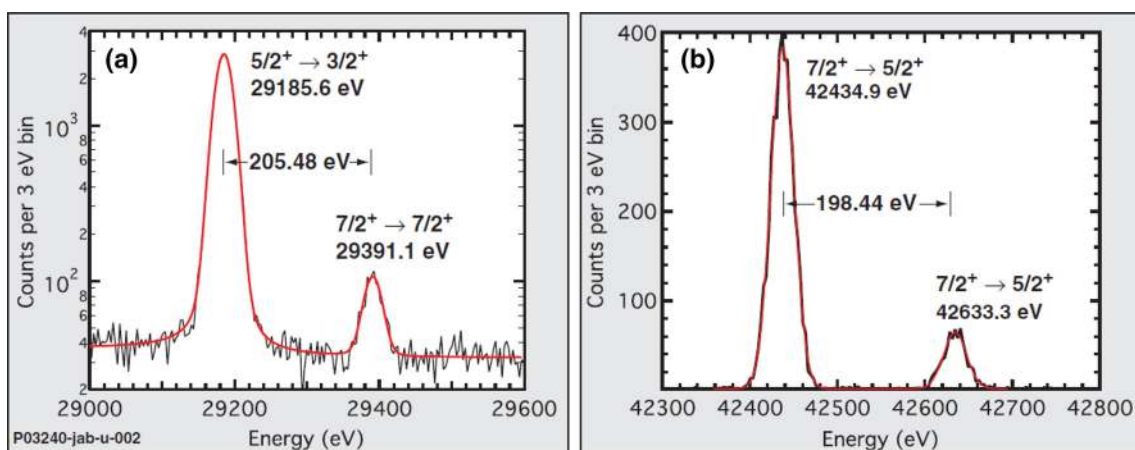 (a)
5/2⁺ → 3/2⁺
29185.6 eV
205.48 eV
7/2⁺ → 7/2⁺
29391.1 eV
Counts per 3 eV bin
4
2
10³
8
6
4
2
10²
8
6
4
2
29000 29200 29400 29600
Energy (eV)
P03240-jab-u-002
(b)
7/2⁺ → 5/2⁺
42434.9 eV
198.44 eV
7/2⁺ → 5/2⁺
42633.3 eV
Counts per 3 eV bin
400
300
200
100
42300 42400 42500 42600 42700 42800
Energy (eV)